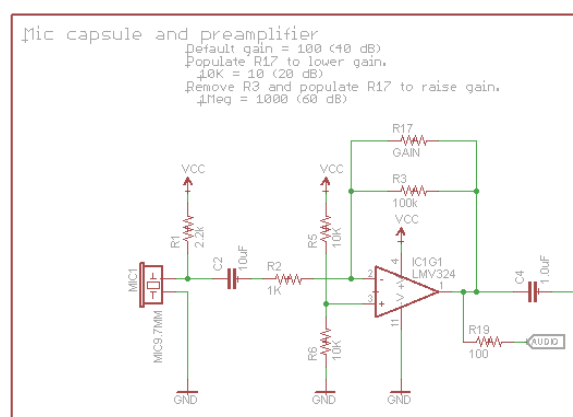 Mic capsule and preamplifier
Default gain = 100 (40 dB)
Populate R17 to lower gain.
10K = 10 (20 dB)
Remove R3 and populate R17 to raise gain.
1Meg = 1000 (60 dB)
R17
GAIN
VCC
VCC
R3
100k
VCC
R1
2.2k
C2
10uF
R5
10K
R2
1K
4
IC1G1
LMV324
2
-
+
1
3
+
-V
11
C4
1.0uF
MIC1
MIC9.7MM
R6
10K
R19
100
AUDIO
GND
GND
GND